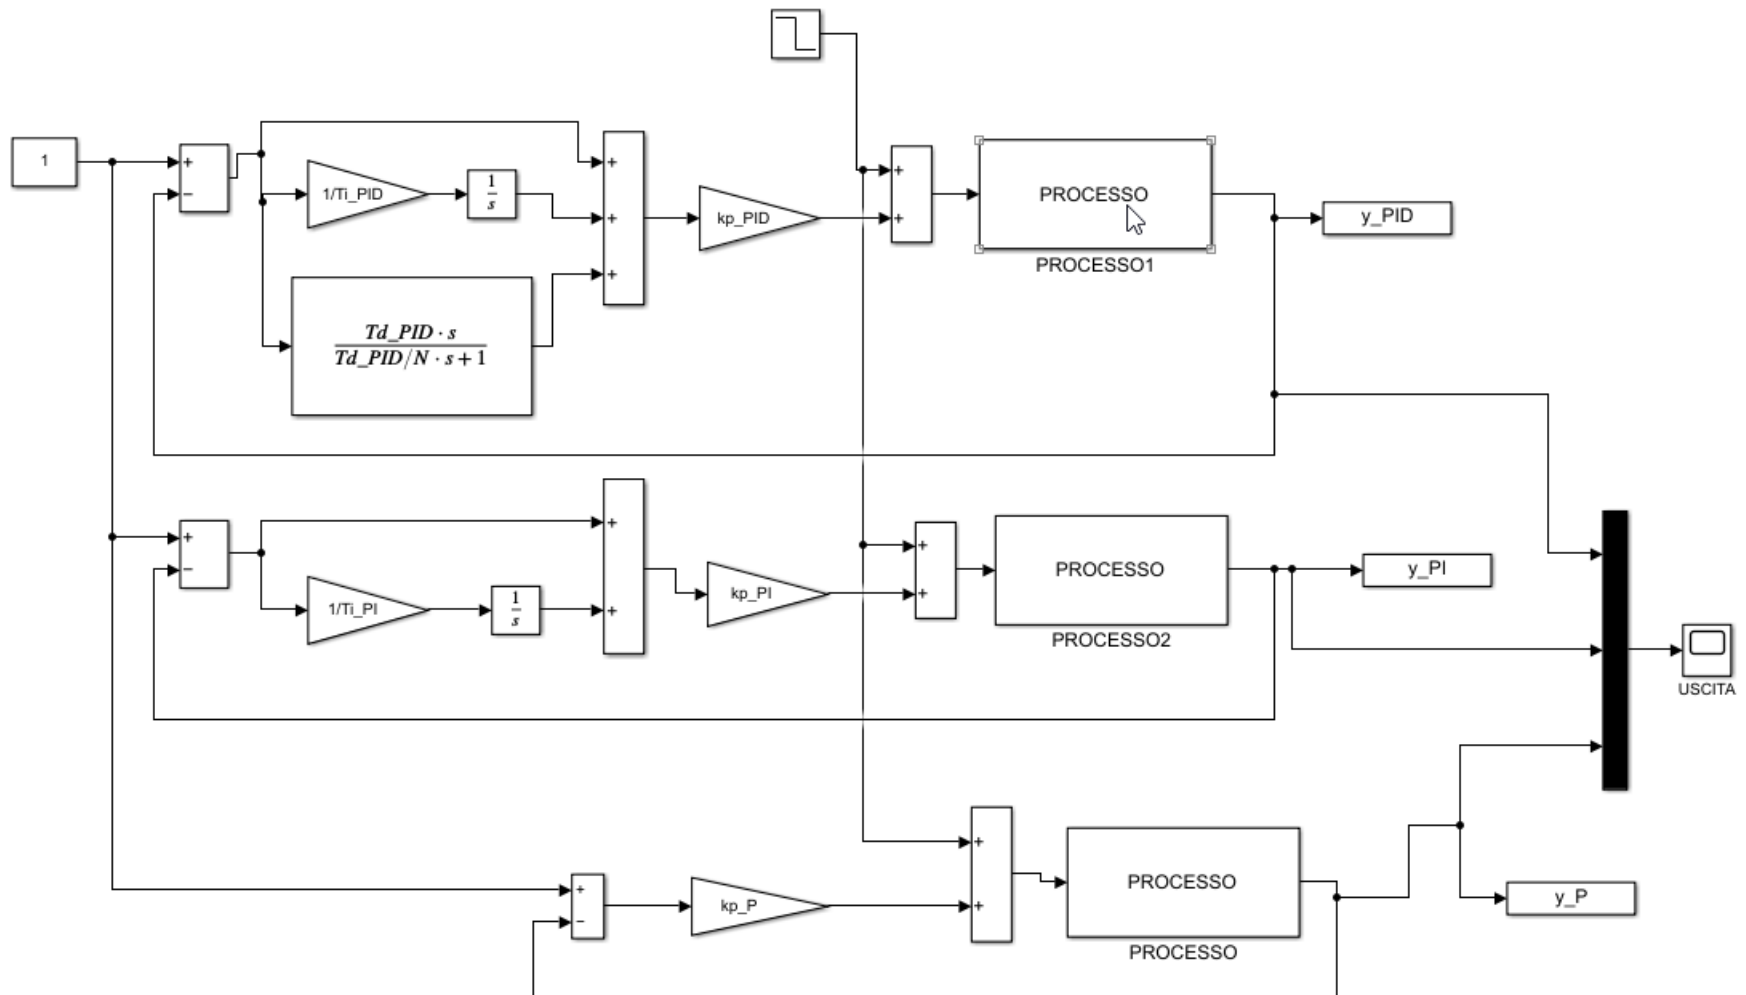 1
+
−
1/Ti_PID
1
s
Td_PID · s
Td_PID/N · s + 1
+
+
+
kp_PID
+
+
PROCESSO
PROCESSO1
y_PID
+
−
1/Ti_PI
1
s
+
+
kp_PI
+
+
PROCESSO
PROCESSO2
y_PI
USCITA
+
−
kp_P
+
+
PROCESSO
PROCESSO
y_P